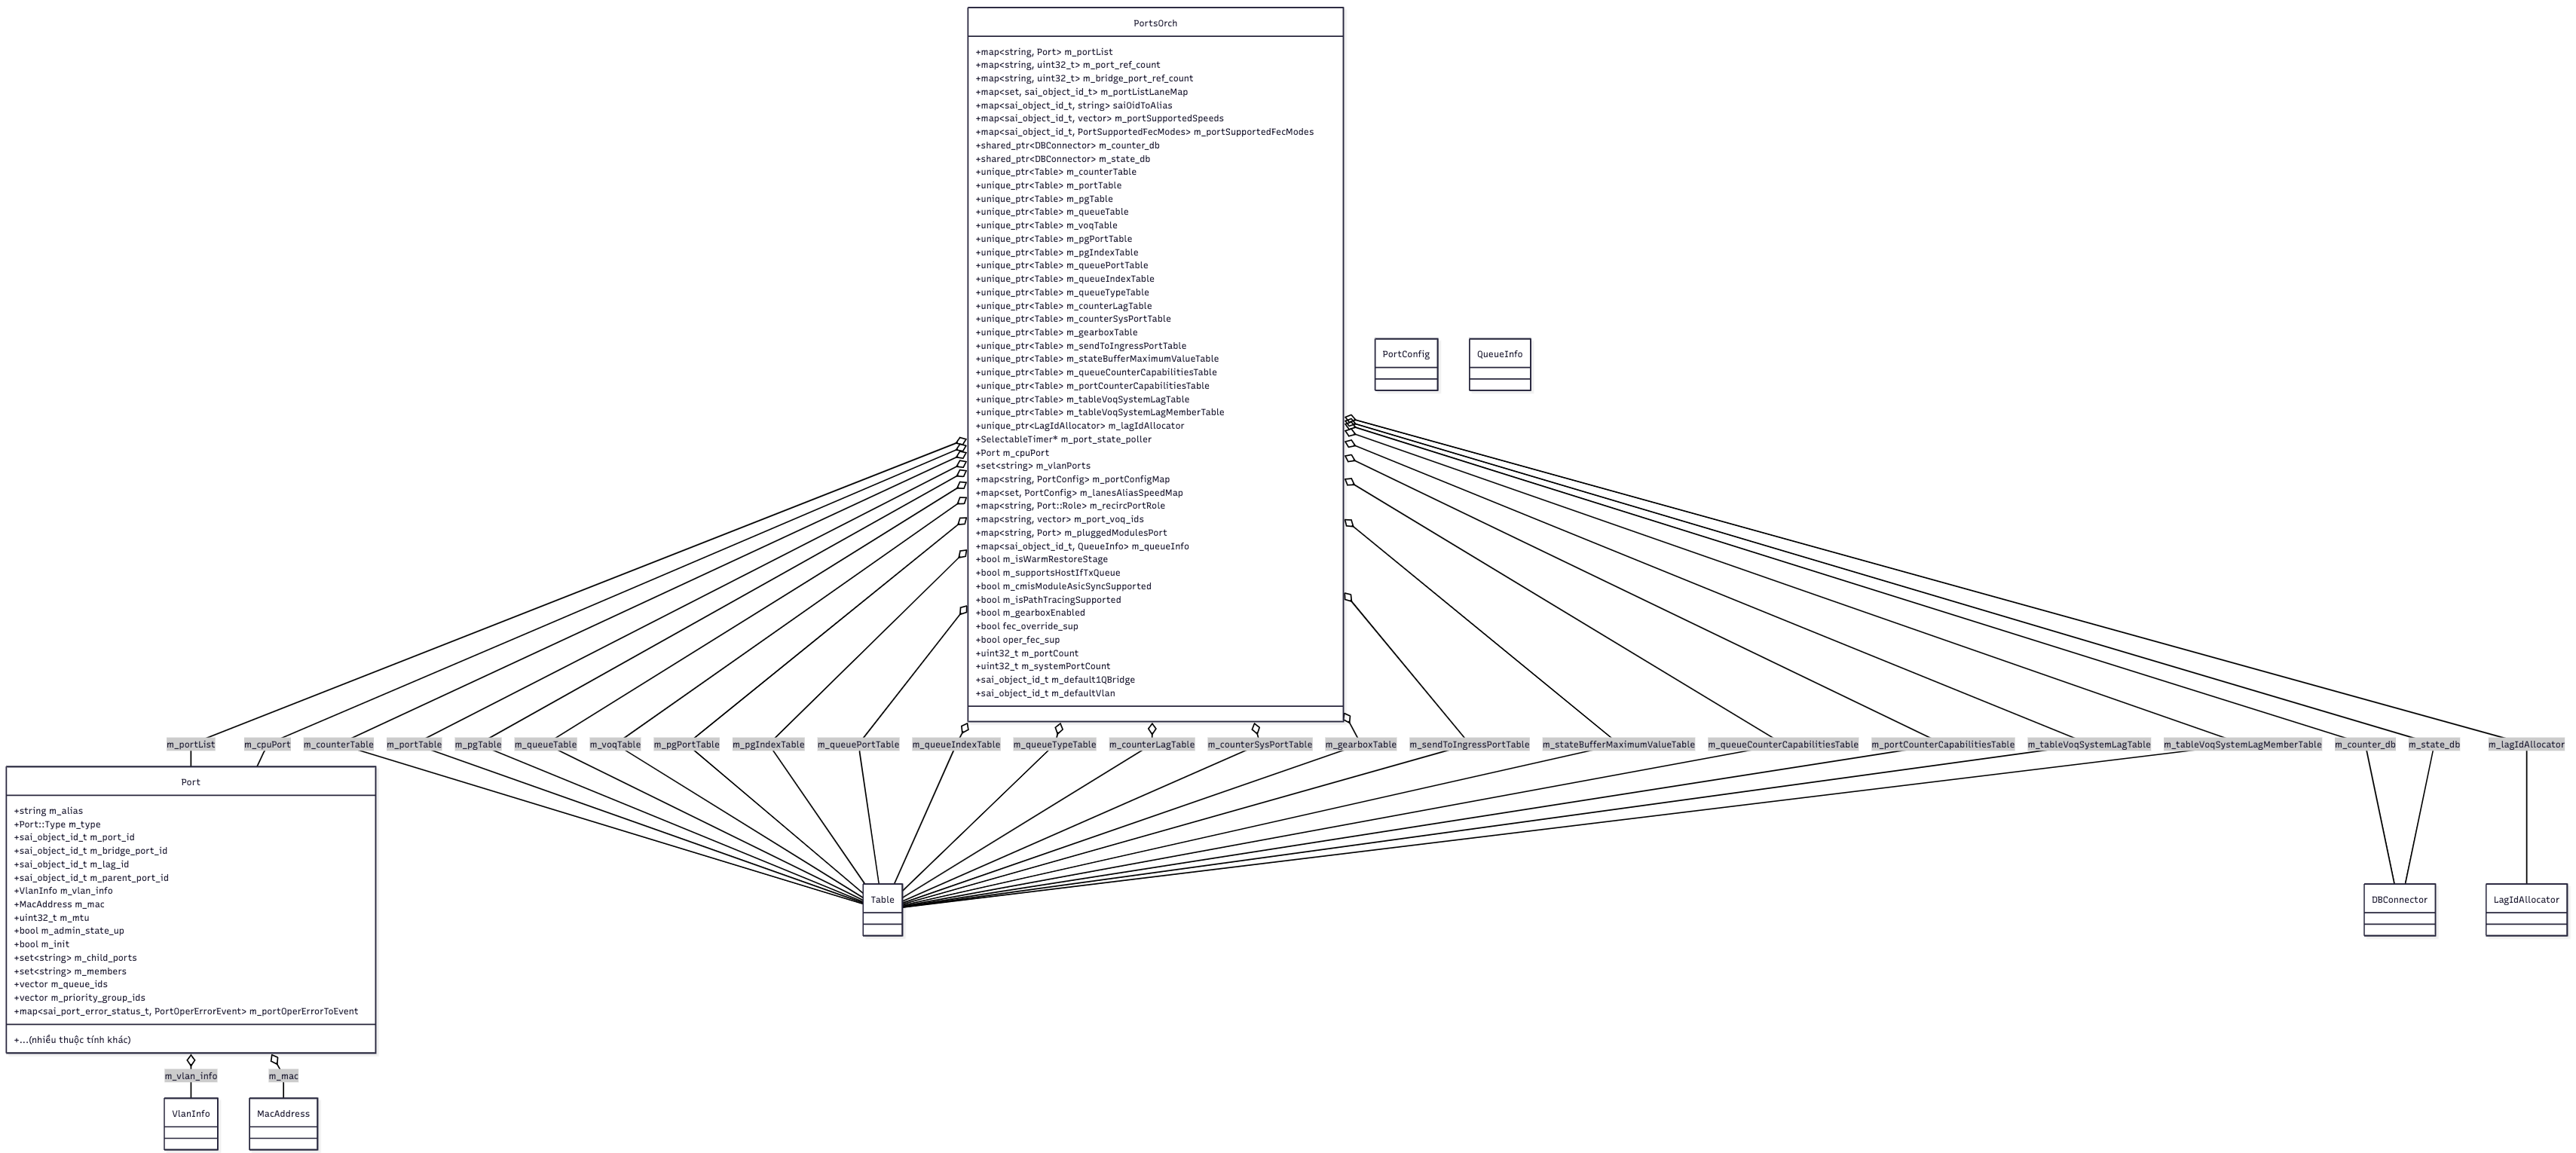 PortsOrch
+map<string, Port> m_portList
+map<string, uint32_t> m_port_ref_count
+map<string, uint32_t> m_bridge_port_ref_count
+map<set, sai_object_id_t> m_portListLaneMap
+map<sai_object_id_t, string> saiOidToAlias
+map<sai_object_id_t, vector> m_portSupportedSpeeds
+map<sai_object_id_t, PortSupportedFecModes> m_portSupportedFecModes
+shared_ptr<DBConnector> m_counter_db
+shared_ptr<DBConnector> m_state_db
+unique_ptr<Table> m_counterTable
+unique_ptr<Table> m_portTable
+unique_ptr<Table> m_pgTable
+unique_ptr<Table> m_queueTable
+unique_ptr<Table> m_voqTable
+unique_ptr<Table> m_pgPortTable
+unique_ptr<Table> m_pgIndexTable
+unique_ptr<Table> m_queuePortTable
+unique_ptr<Table> m_queueIndexTable
+unique_ptr<Table> m_queueTypeTable
+unique_ptr<Table> m_counterLagTable
+unique_ptr<Table> m_counterSysPortTable
+unique_ptr<Table> m_gearboxTable
+unique_ptr<Table> m_sendToIngressPortTable
+unique_ptr<Table> m_stateBufferMaximumValueTable
+unique_ptr<Table> m_queueCounterCapabilitiesTable
+unique_ptr<Table> m_portCounterCapabilitiesTable
+unique_ptr<Table> m_tableVoqSystemLagTable
+unique_ptr<Table> m_tableVoqSystemLagMemberTable
+unique_ptr<LagIdAllocator> m_lagIdAllocator
+SelectableTimer* m_port_state_poller
+Port m_cpuPort
+set<string> m_vlanPorts
+map<string, PortConfig> m_portConfigMap
+map<set, PortConfig> m_lanesAliasSpeedMap
+map<string, Port::Role> m_recircPortRole
+map<string, vector> m_port_voq_ids
+map<string, Port> m_pluggedModulesPort
+map<sai_object_id_t, QueueInfo> m_queueInfo
+bool m_isWarmRestoreStage
+bool m_supportsHostIfTxQueue
+bool m_cmisModuleAsicSyncSupported
+bool m_isPathTracingSupported
+bool m_gearboxEnabled
+bool fec_override_sup
+bool oper_fec_sup
+uint32_t m_portCount
+uint32_t m_systemPortCount
+sai_object_id_t m_default1QBridge
+sai_object_id_t m_defaultVlan
PortConfig
QueueInfo
m_portList
m_cpuPort
m_counterTable
m_portTable
m_pgTable
m_queueTable
m_voqTable
m_pgPortTable
m_pgIndexTable
m_queuePortTable
m_queueIndexTable
m_queueTypeTable
m_counterLagTable
m_counterSysPortTable
m_gearboxTable
m_sendToIngressPortTable
m_stateBufferMaximumValueTable
m_queueCounterCapabilitiesTable
m_portCounterCapabilitiesTable
m_tableVoqSystemLagTable
m_tableVoqSystemLagMemberTable
m_counter_db
m_state_db
m_lagIdAllocator
Port
+string m_alias
+Port::Type m_type
+sai_object_id_t m_port_id
+sai_object_id_t m_bridge_port_id
+sai_object_id_t m_lag_id
+sai_object_id_t m_parent_port_id
+VlanInfo m_vlan_info
+MacAddress m_mac
+uint32_t m_mtu
+bool m_admin_state_up
+bool m_init
+set<string> m_child_ports
+set<string> m_members
+vector m_queue_ids
+vector m_priority_group_ids
+map<sai_port_error_status_t, PortOperErrorEvent> m_portOperErrorToEvent
+...(nhiều thuộc tính khác)
Table
DBConnector
LagIdAllocator
m_vlan_info
m_mac
VlanInfo
MacAddress